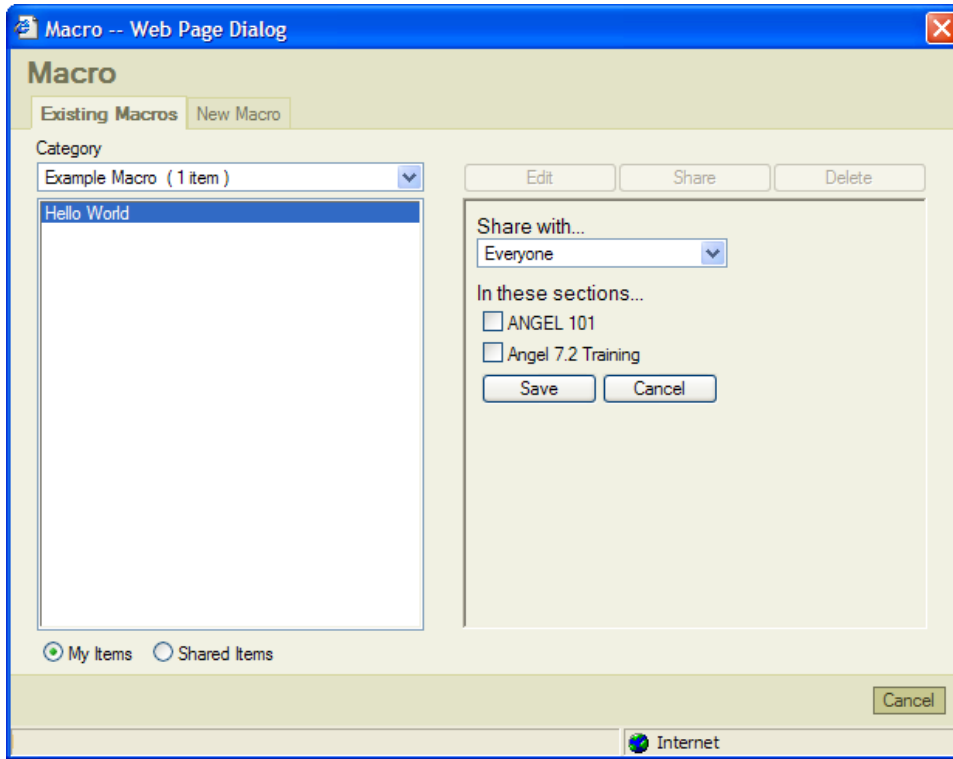 Macro -- Web Page Dialog
Macro
Existing Macros New Macro
Category
Example Macro ( 1 item )
Edit Share Delete
Hello World
Share with...
Everyone
In these sections...
ANGEL 101
Angel 7.2 Training
Save Cancel
My Items Shared Items
Cancel
Internet